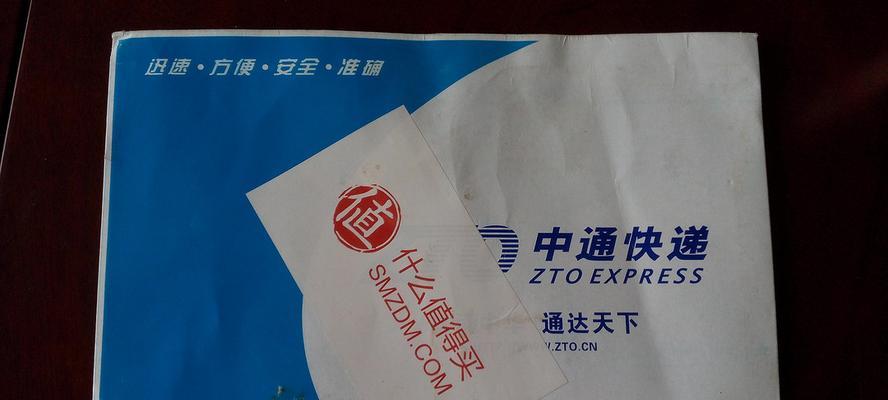 迅速·方便·安全·准确
值
什么值得买
SMZDM.COM
中通快递
ZTO EXPRESS
通达天下
.ZTO.CN